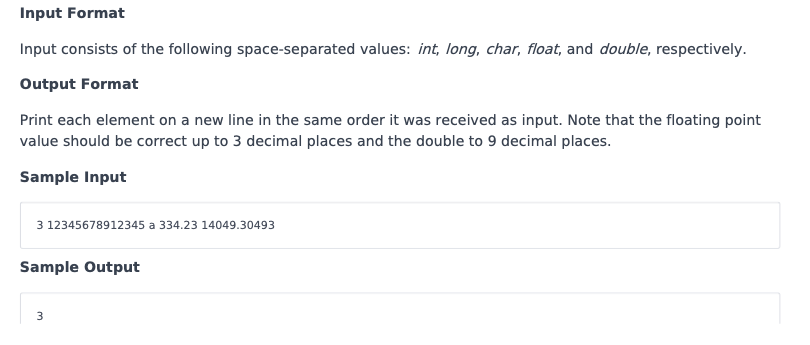 Input Format
Input consists of the following space-separated values: int, long, char, float, and double, respectively.
Output Format
Print each element on a new line in the same order it was received as input. Note that the floating point
value should be correct up to 3 decimal places and the double to 9 decimal places.
Sample Input
3 12345678912345 a 334.23 14049.30493
Sample Output
3